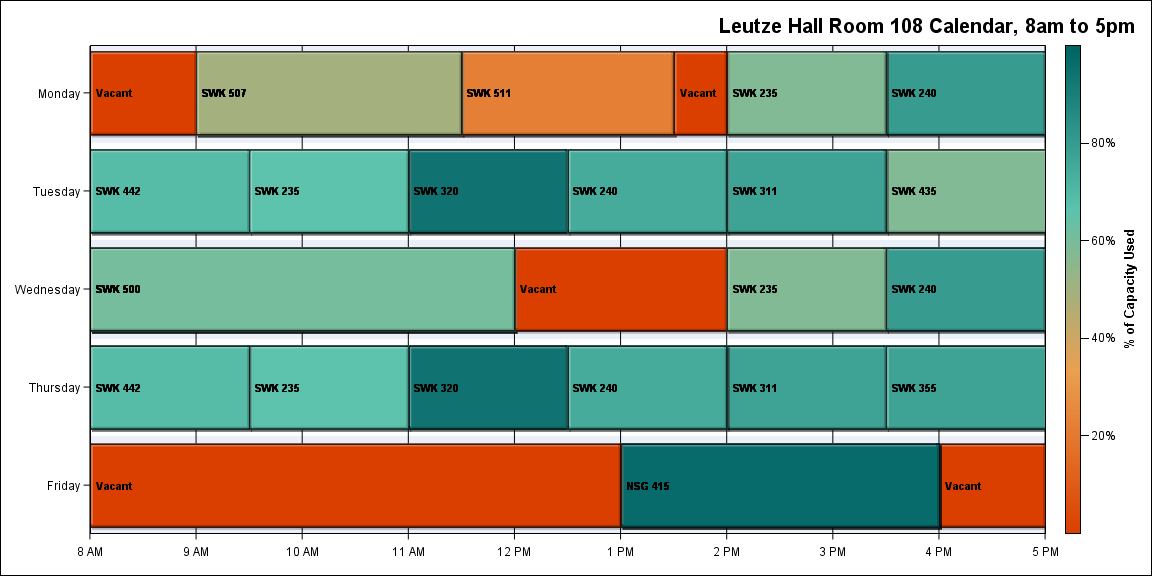 Leutze Hall Room 108 Calendar, 8am to 5pm
Monday
Vacant
SWK 507
SWK 511
Vacant
SWK 235
SWK 240
Tuesday
SWK 442
SWK 235
SWK 320
SWK 240
SWK 311
SWK 435
Wednesday
SWK 500
Vacant
SWK 235
SWK 240
Thursday
SWK 442
SWK 235
SWK 320
SWK 240
SWK 311
SWK 355
Friday
Vacant
NSG 415
Vacant
8 AM
9 AM
10 AM
11 AM
12 PM
1 PM
2 PM
3 PM
4 PM
5 PM
80%
60%
40%
20%
% of Capacity Used